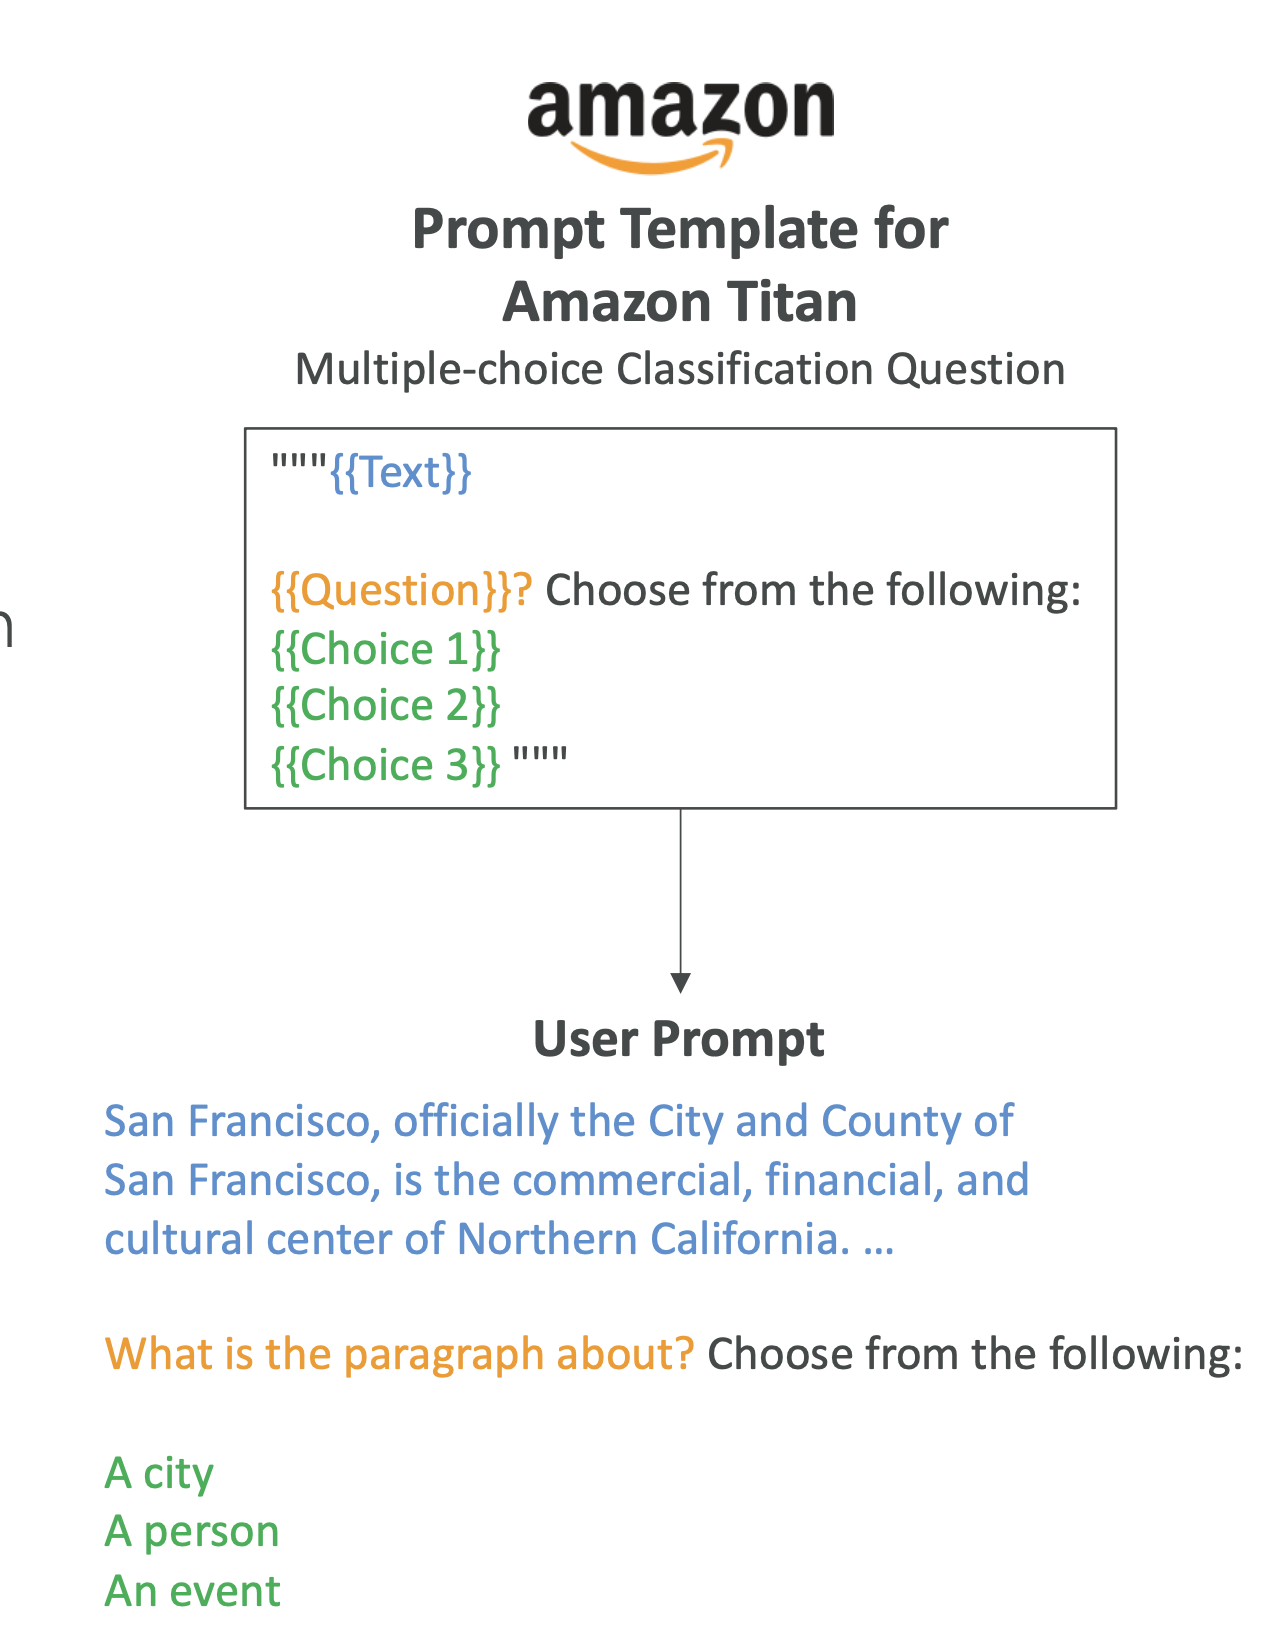 amazon
Prompt Template for
Amazon Titan
Multiple-choice Classification Question
"""{{Text}}
{{Question}}? Choose from the following:
{{Choice 1}}
{{Choice 2}}
{{Choice 3}} """
User Prompt
San Francisco, officially the City and County of
San Francisco, is the commercial, financial, and
cultural center of Northern California. ...
What is the paragraph about? Choose from the following:
A city
A person
An event